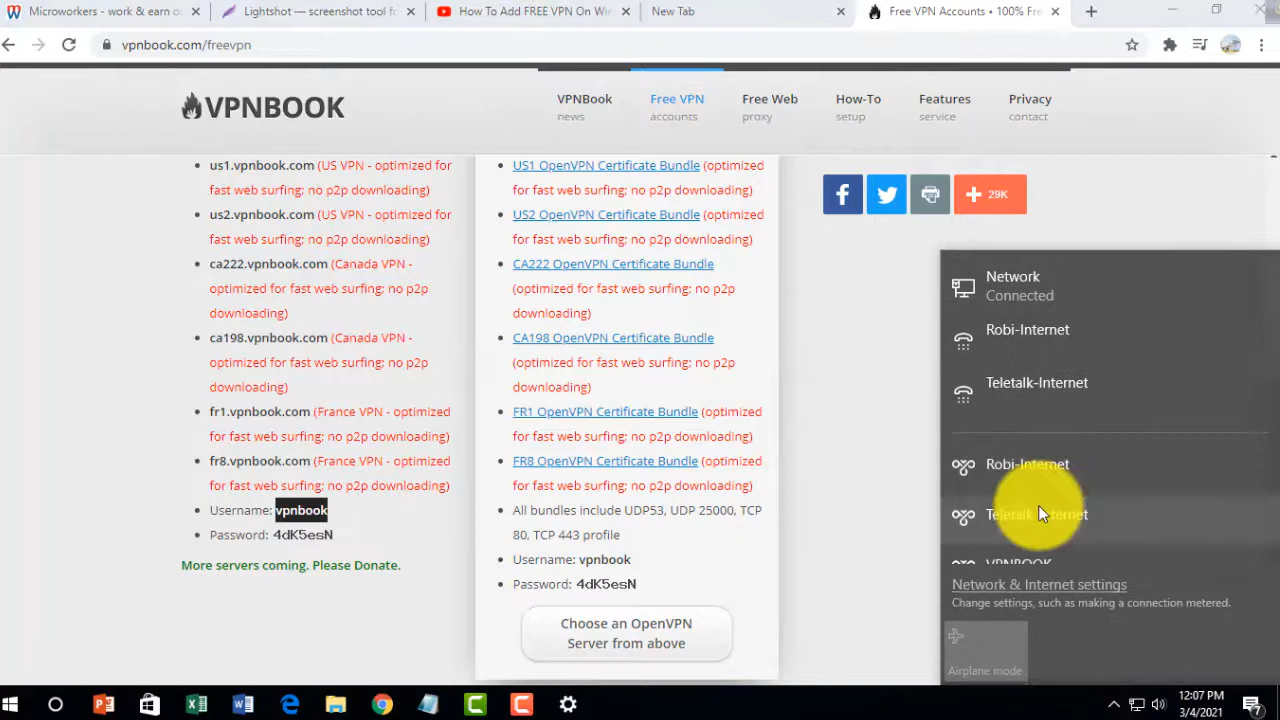 Microworkers - work & earn o
Lightshot — screenshot tool fo
How To Add FREE VPN On Win
New Tab
Free VPN Accounts • 100% Fre
vpnbook.com/freevpn
VPNBOOK
VPNBook
news
Free VPN
accounts
Free Web
proxy
How-To
setup
Features
service
Privacy
contact
us1.vpnbook.com (US VPN - optimized for
fast web surfing; no p2p downloading)
us2.vpnbook.com (US VPN - optimized for
fast web surfing; no p2p downloading)
ca222.vpnbook.com (Canada VPN -
optimized for fast web surfing; no p2p
downloading)
ca198.vpnbook.com (Canada VPN -
optimized for fast web surfing; no p2p
downloading)
fr1.vpnbook.com (France VPN - optimized
for fast web surfing; no p2p downloading)
fr8.vpnbook.com (France VPN - optimized
for fast web surfing; no p2p downloading)
Username: vpnbook
Password: 4dK5esN
More servers coming. Please Donate.
US1 OpenVPN Certificate Bundle (optimized
for fast web surfing; no p2p downloading)
US2 OpenVPN Certificate Bundle (optimized
for fast web surfing; no p2p downloading)
CA222 OpenVPN Certificate Bundle
(optimized for fast web surfing; no p2p
downloading)
CA198 OpenVPN Certificate Bundle
(optimized for fast web surfing; no p2p
downloading)
FR1 OpenVPN Certificate Bundle (optimized
for fast web surfing; no p2p downloading)
FR8 OpenVPN Certificate Bundle (optimized
for fast web surfing; no p2p downloading)
All bundles include UDP53, UDP 25000, TCP
80, TCP 443 profile
Username: vpnbook
Password: 4dK5esN
Choose an OpenVPN
Server from above
29K
Network
Connected
Robi-Internet
Teletalk-Internet
Robi-Internet
Teletalk-Internet
VPNBOOK
Network & Internet settings
Change settings, such as making a connection metered.
Airplane mode
12:07 PM
3/4/2021
7